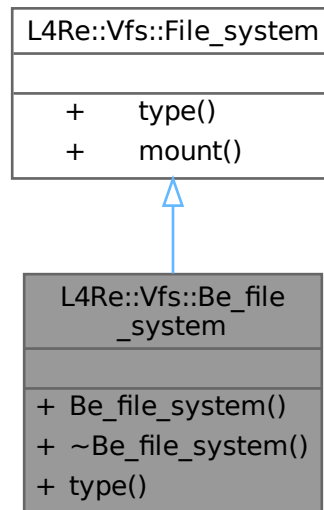 L4Re::Vfs::File_system
+ type()
+ mount()
L4Re::Vfs::Be_file
_system
+ Be_file_system()
+ ~Be_file_system()
+ type()